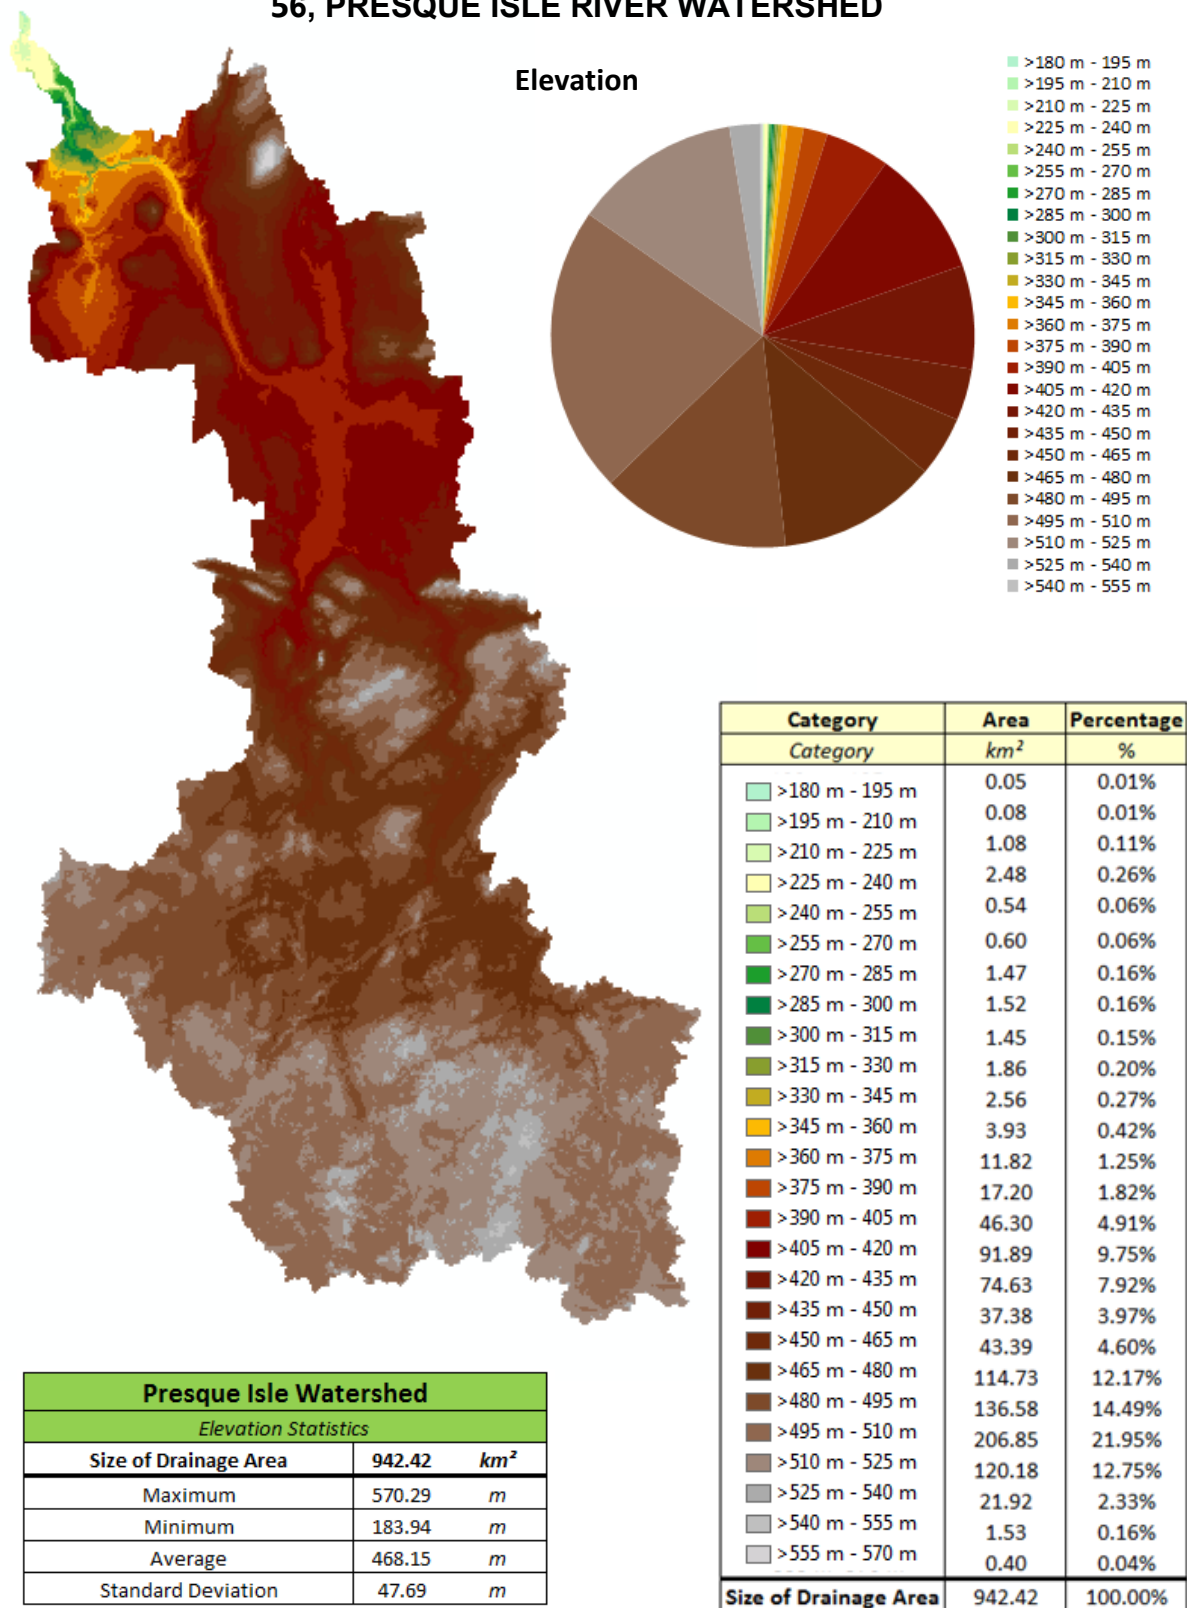 56, PRESQUE ISLE RIVER WATERSHED
Elevation
>180 m - 195 m
>195 m - 210 m
>210 m - 225 m
>225 m - 240 m
>240 m - 255 m
>255 m - 270 m
>270 m - 285 m
>285 m - 300 m
>300 m - 315 m
>315 m - 330 m
>330 m - 345 m
>345 m - 360 m
>360 m - 375 m
>375 m - 390 m
>390 m - 405 m
>405 m - 420 m
>420 m - 435 m
>435 m - 450 m
>450 m - 465 m
>465 m - 480 m
>480 m - 495 m
>495 m - 510 m
>510 m - 525 m
>525 m - 540 m
>540 m - 555 m
Category Area Percentage
Category km² %
>180 m - 195 m 0.05 0.01%
>195 m - 210 m 0.08 0.01%
>210 m - 225 m 1.08 0.11%
>225 m - 240 m 2.48 0.26%
>240 m - 255 m 0.54 0.06%
>255 m - 270 m 0.60 0.06%
>270 m - 285 m 1.47 0.16%
>285 m - 300 m 1.52 0.16%
>300 m - 315 m 1.45 0.15%
>315 m - 330 m 1.86 0.20%
>330 m - 345 m 2.56 0.27%
>345 m - 360 m 3.93 0.42%
>360 m - 375 m 11.82 1.25%
>375 m - 390 m 17.20 1.82%
>390 m - 405 m 46.30 4.91%
>405 m - 420 m 91.89 9.75%
>420 m - 435 m 74.63 7.92%
>435 m - 450 m 37.38 3.97%
>450 m - 465 m 43.39 4.60%
>465 m - 480 m 114.73 12.17%
>480 m - 495 m 136.58 14.49%
>495 m - 510 m 206.85 21.95%
>510 m - 525 m 120.18 12.75%
>525 m - 540 m 21.92 2.33%
>540 m - 555 m 1.53 0.16%
>555 m - 570 m 0.40 0.04%
Size of Drainage Area 942.42 100.00%
Presque Isle Watershed
Elevation Statistics
Size of Drainage Area 942.42 km²
Maximum 570.29 m
Minimum 183.94 m
Average 468.15 m
Standard Deviation 47.69 m